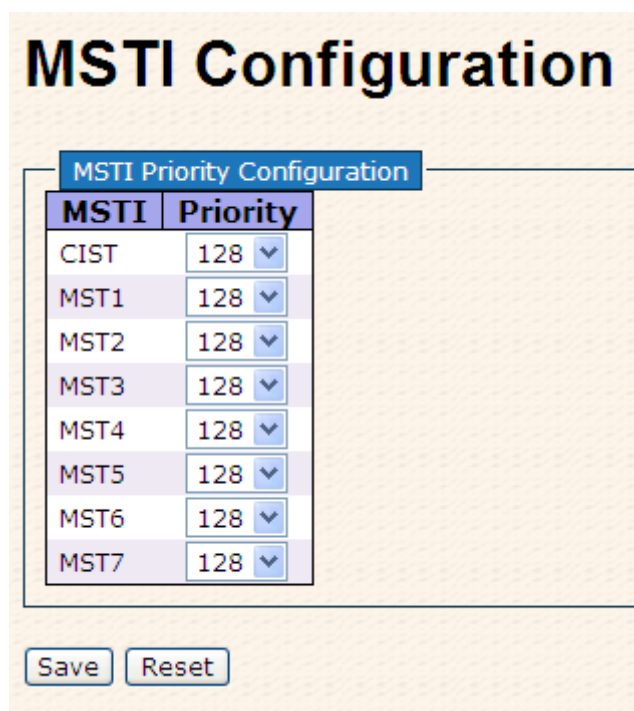 MSTI Configuration
MSTI Priority Configuration
MSTI Priority
CIST 128
MST1 128
MST2 128
MST3 128
MST4 128
MST5 128
MST6 128
MST7 128
Save Reset